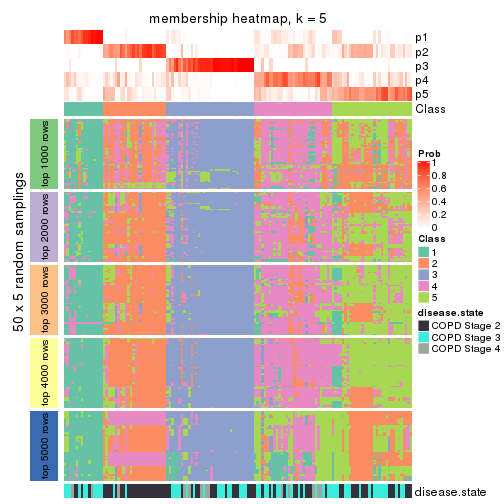 membership heatmap, k = 5
p1
p2
p3
p4
p5
Class
50 x 5 random samplings
top 1000 rows
top 2000 rows
top 3000 rows
top 4000 rows
top 5000 rows
Prob
1
0.8
0.6
0.4
0.2
0
Class
1
2
3
4
5
disease.state
COPD Stage 2
COPD Stage 3
COPD Stage 4
disease.state